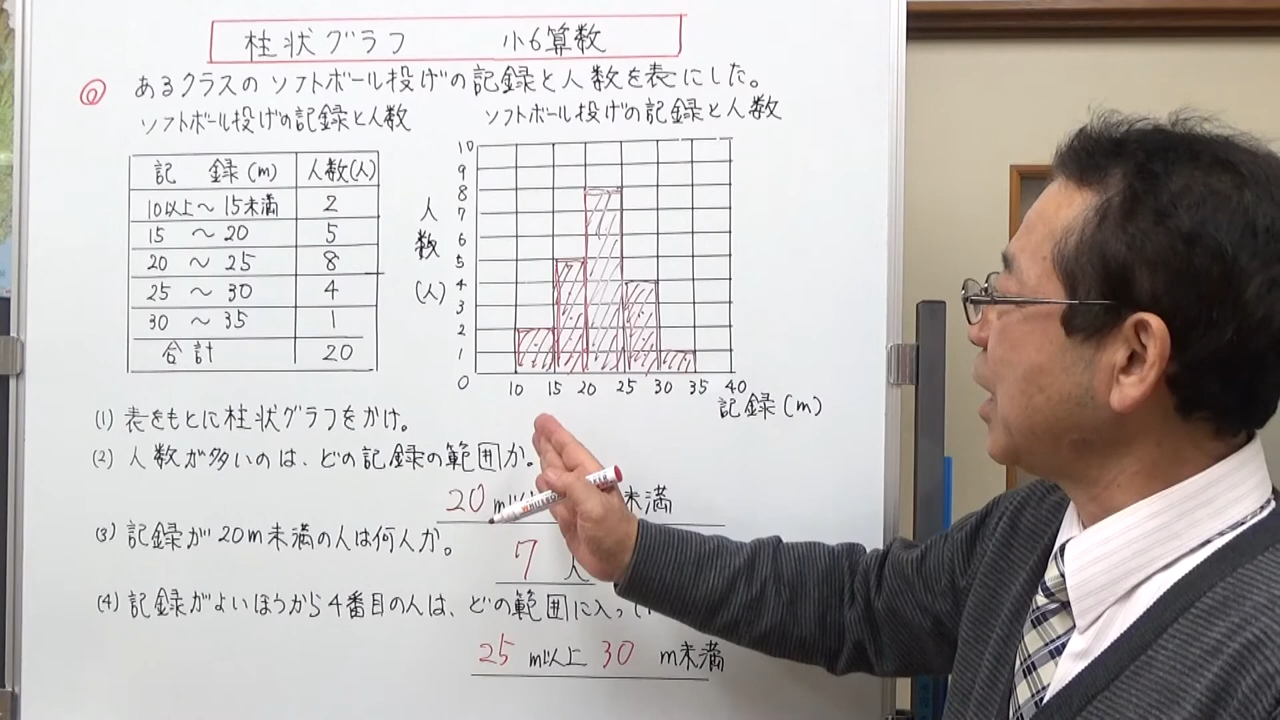 柱状グラフ 小6算数
◎ あるクラスのソフトボール投げの記録と人数を表にした。
ソフトボール投げの記録と人数
記 録(m) 人数(人)
10以上〜15未満 2
15 〜 20 5
20 〜 25 8
25 〜 30 4
30 〜 35 1
合計 20
ソフトボール投げの記録と人数
人数(人)
10
9
8
7
6
5
4
3
2
1
0
10 15 20 25 30 35 40
記録(m)
(1) 表をもとに柱状グラフをかけ。
(2) 人数が多いのは、どの記録の範囲か。
20 m以 未満
(3) 記録が20m未満の人は何人か。
7 人
(4) 記録がよいほうから4番目の人は、どの範囲に入って
25 m以上 30 m未満